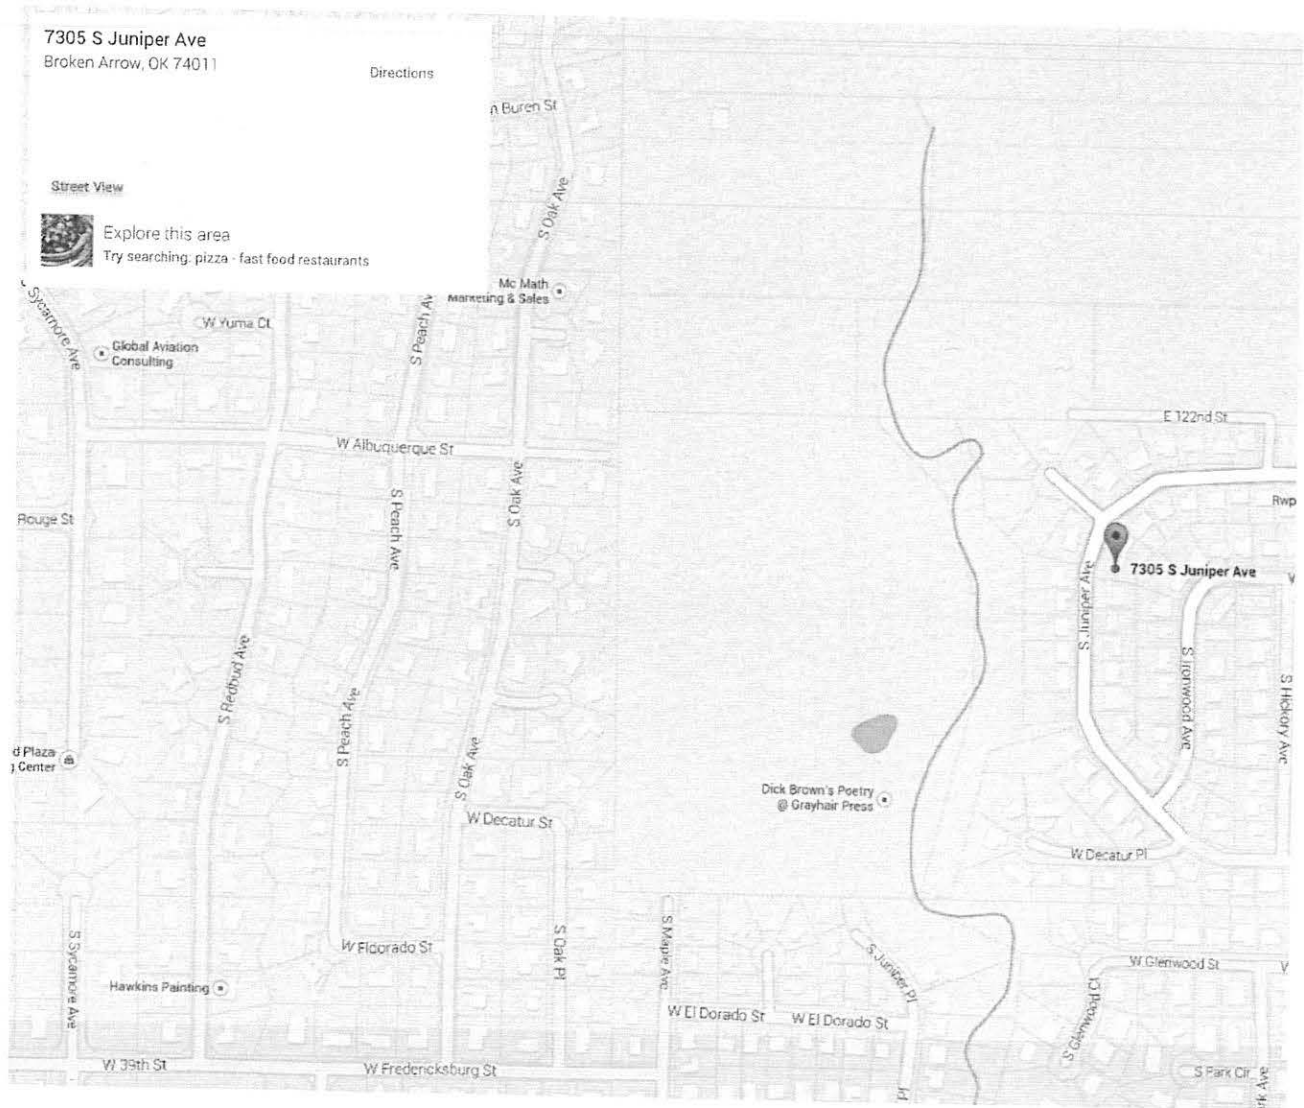 7305 S Juniper Ave
Broken Arrow, OK 74011
Directions
n Buren St
Street View
Explore this area
Try searching: pizza · fast food restaurants
S Oak Ave
Mc Math
Marketing & Sales
Sycamore Ave
W Yuma Ct
S Peach Av
Global Aviation
Consulting
E 122nd St
W Albuquerque St
S Peach Ave
S Oak Ave
Rouge St
Rwp
7305 S Juniper Ave
S Juniper Ave
S Redbud Ave
S Peach Ave
S Ironwood Ave
S Hickory Ave
d Plaza
g Center
S Oak Ave
Dick Brown's Poetry
@ Grayhair Press
W Decatur St
W Decatur Pl
S Sycamore Ave
W Eldorado St
S Oak Pl
S Maple Ave
S Juniper Pl
W Glenwood St
Hawkins Painting
W El Dorado St
W El Dorado St
S Glenwood Ct
W 39th St
W Fredericksburg St
Pl
S Park Cir
rk Ave